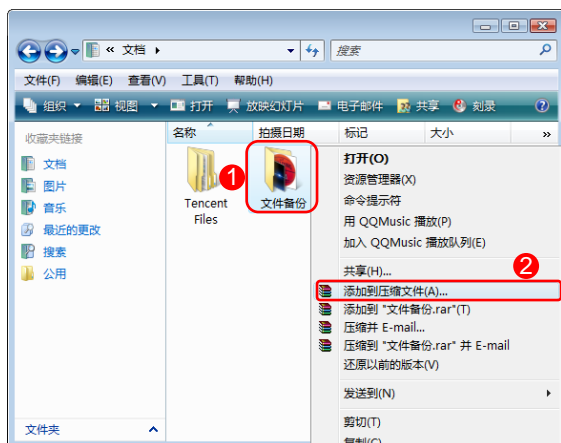 « 文档
搜索
文件(F) 编辑(E) 查看(V) 工具(T) 帮助(H)
组织 视图 打开 放映幻灯片 电子邮件 共享 刻录
收藏夹链接
名称 拍摄日期 标记 大小 »
文档
图片
音乐
最近的更改
搜索
公用
文件夹
1
Tencent
Files
文件备份
打开(O)
资源管理器(X)
命令提示符
用 QQMusic 播放(P)
加入 QQMusic 播放队列(E)
共享(H)...
2
添加到压缩文件(A)...
添加到 "文件备份.rar"(T)
压缩并 E-mail...
压缩到 "文件备份.rar" 并 E-mail
还原以前的版本(V)
发送到(N)
剪切(T)
复制(C)